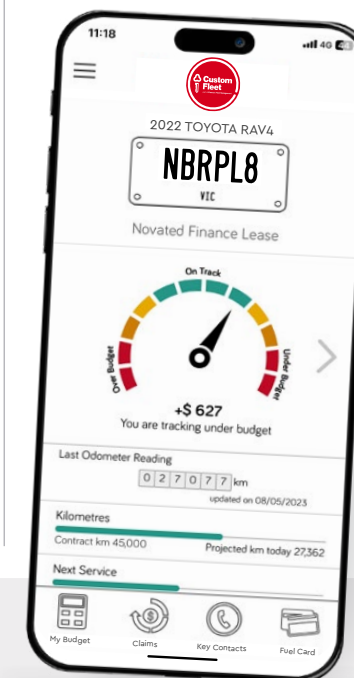 11:18
4G
Custom
Fleet
2022 TOYOTA RAV4
NBRPL8
VIC
Novated Finance Lease
On Track
Over Budget
Under Budget
+$ 627
You are tracking under budget
Last Odometer Reading
0 2 7 0 7 7 km
updated on 08/05/2023
Kilometres
Contract km 45,000 Projected km today 27,362
Next Service
My Budget Claims Key Contacts Fuel Card